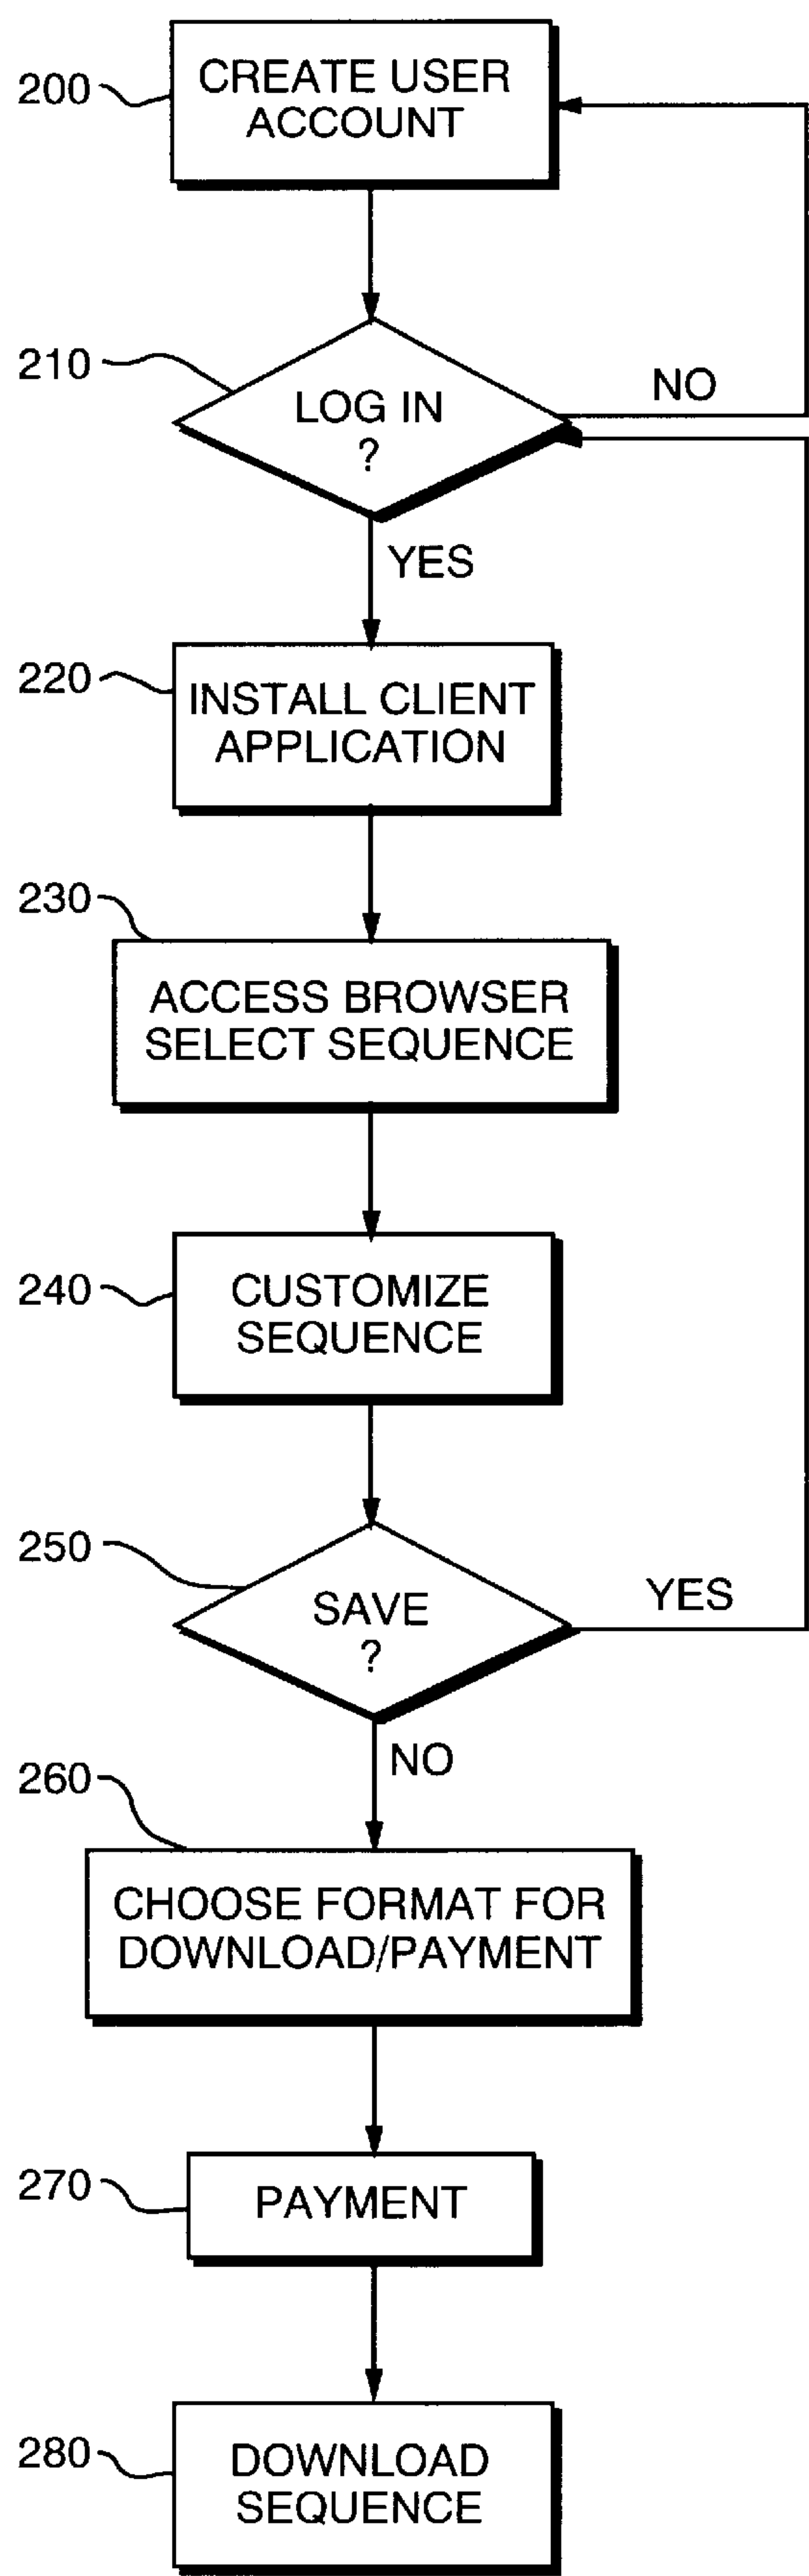 200
CREATE USER
ACCOUNT
210
LOG IN
?
NO
YES
220
INSTALL CLIENT
APPLICATION
230
ACCESS BROWSER
SELECT SEQUENCE
240
CUSTOMIZE
SEQUENCE
250
SAVE
?
YES
NO
260
CHOOSE FORMAT FOR
DOWNLOAD/PAYMENT
270
PAYMENT
280
DOWNLOAD
SEQUENCE